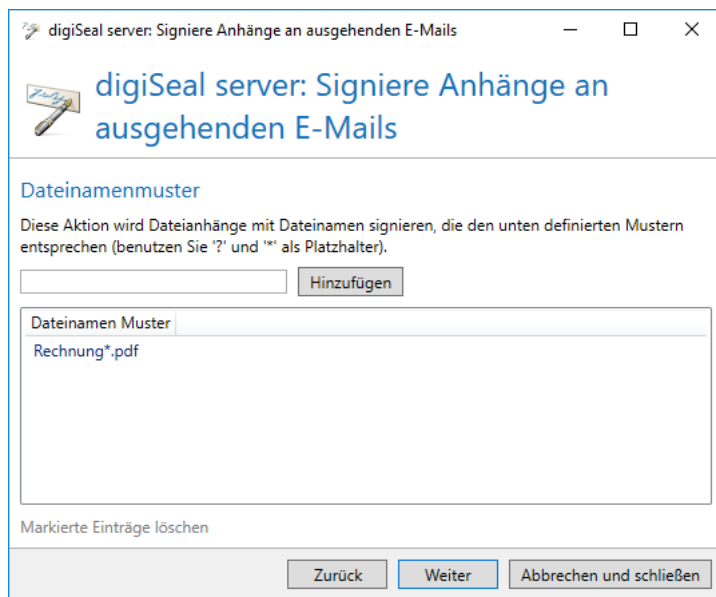 digiSeal server: Signiere Anhänge an ausgehenden E-Mails
digiSeal server: Signiere Anhänge an
ausgehenden E-Mails
Dateinamenmuster
Diese Aktion wird Dateianhänge mit Dateinamen signieren, die den unten definierten Mustern
entsprechen (benutzen Sie '?' und '*' als Platzhalter).
Hinzufügen
Dateinamen Muster
Rechnung*.pdf
Markierte Einträge löschen
Zurück Weiter Abbrechen und schließen